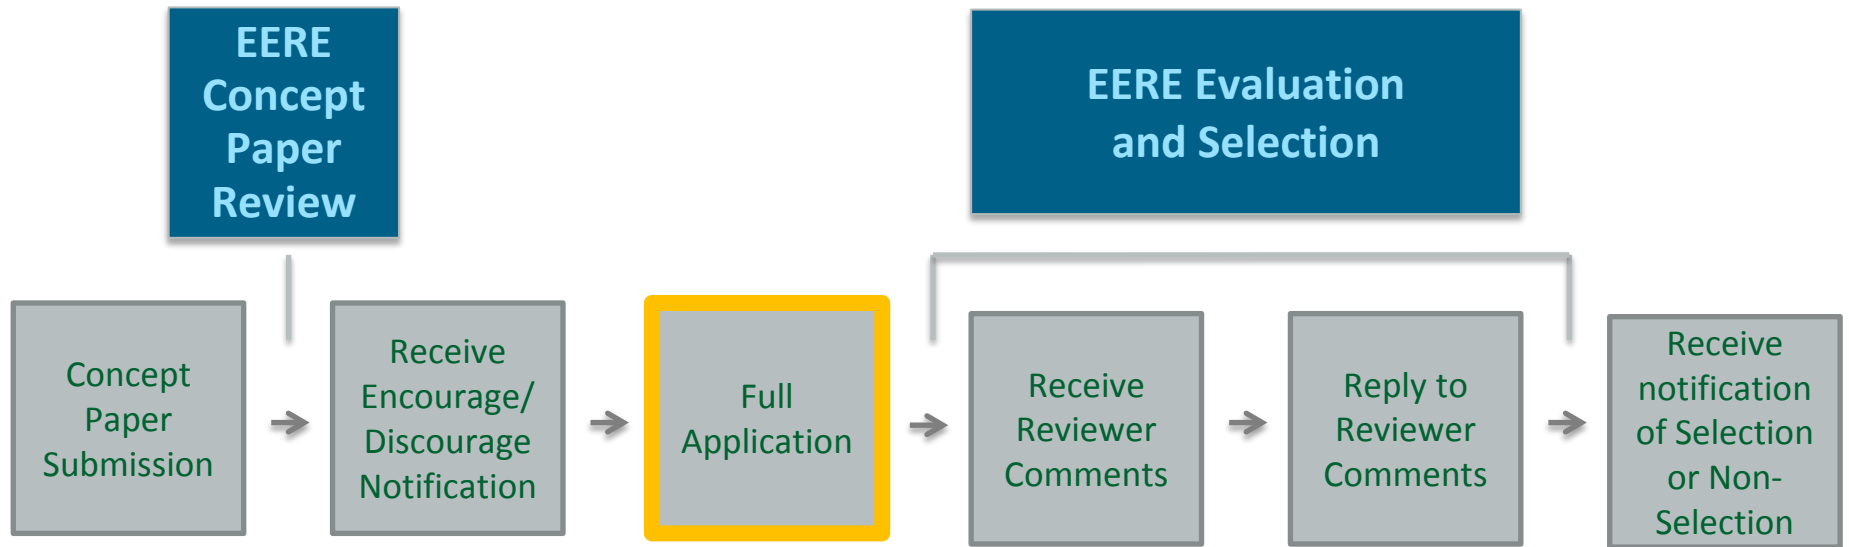 EERE
Concept
Paper
Review
EERE Evaluation
and Selection
Concept
Paper
Submission
Receive
Encourage/
Discourage
Notification
Full
Application
Receive
Reviewer
Comments
Reply to
Reviewer
Comments
Receive
notification
of Selection
or Non-
Selection